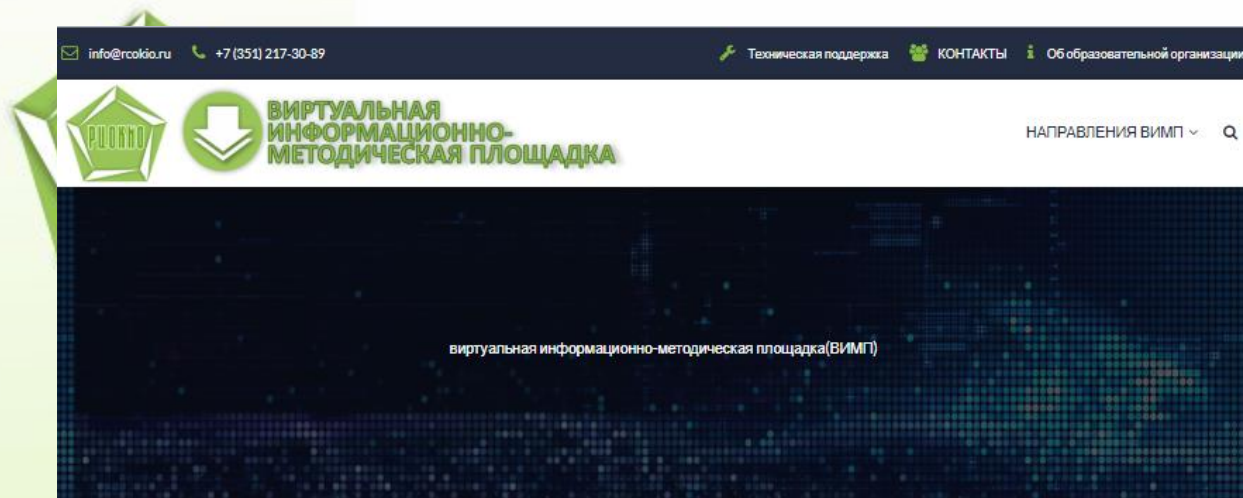 info@rcokio.ru +7 (351) 217-30-89 Техническая поддержка КОНТАКТЫ Об образовательной организации
РЦОКИО
ВИРТУАЛЬНАЯ
ИНФОРМАЦИОННО-
МЕТОДИЧЕСКАЯ ПЛОЩАДКА
НАПРАВЛЕНИЯ ВИМП
виртуальная информационно-методическая площадка(ВИМП)